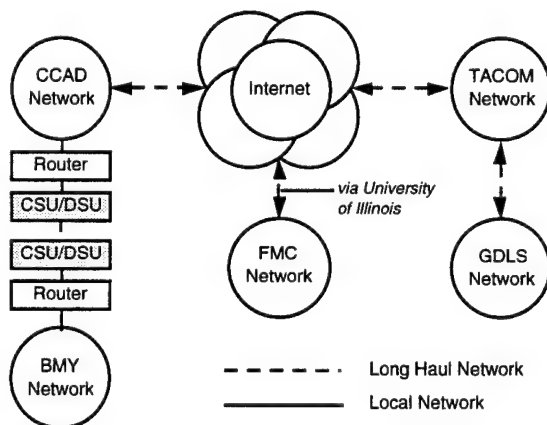 CCAD
Network
Internet
TACOM
Network
Router
CSU/DSU
CSU/DSU
Router
BMY
Network
via University
of Illinois
FMC
Network
GDLS
Network
Long Haul Network
Local Network